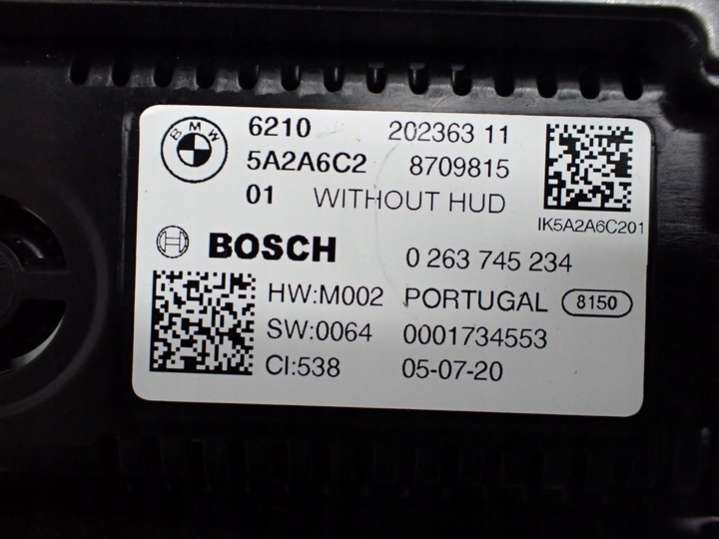 BMW
6210 202363 11
5A2A6C2 8709815
01 WITHOUT HUD
IK5A2A6C201
BOSCH 0 263 745 234
HW:M002 PORTUGAL 8150
SW:0064 0001734553
CI:538 05-07-20